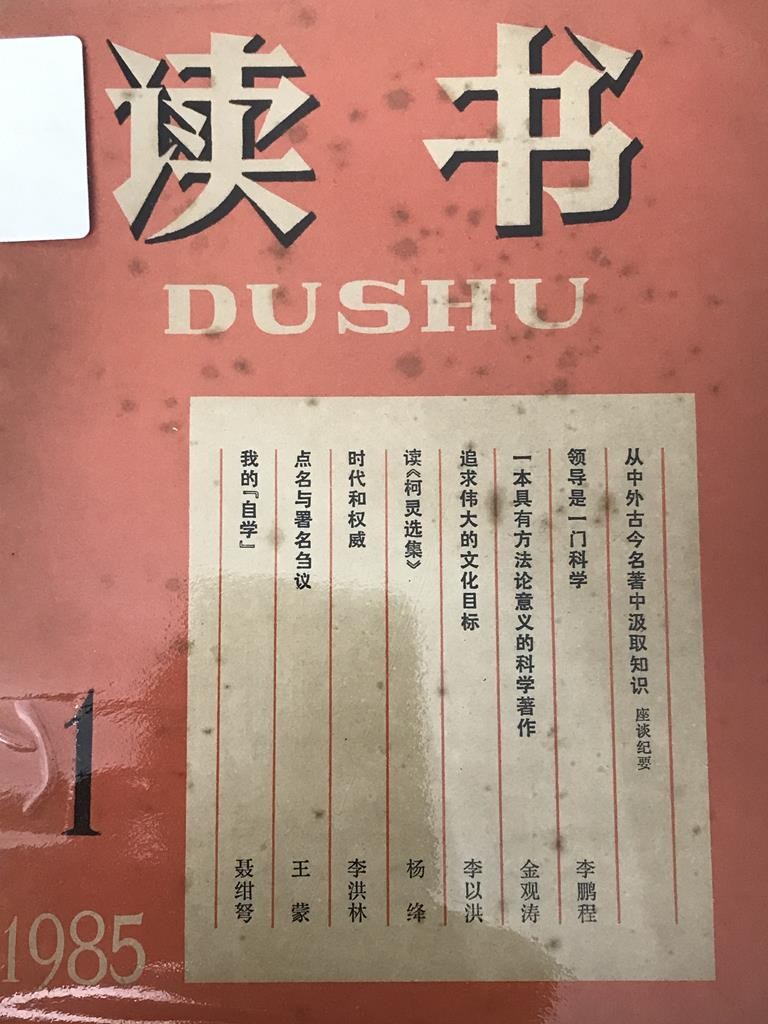 读书
DUSHU
从中外古今名著中汲取知识 座谈纪要
领导是一门科学 李鹏程
一本具有方法论意义的科学著作 金观涛
追求伟大的文化目标 李以洪
读《柯灵选集》 杨绛
时代和权威 李洪林
点名与署名刍议 王蒙
我的『自学』 聂绀弩
1
1985